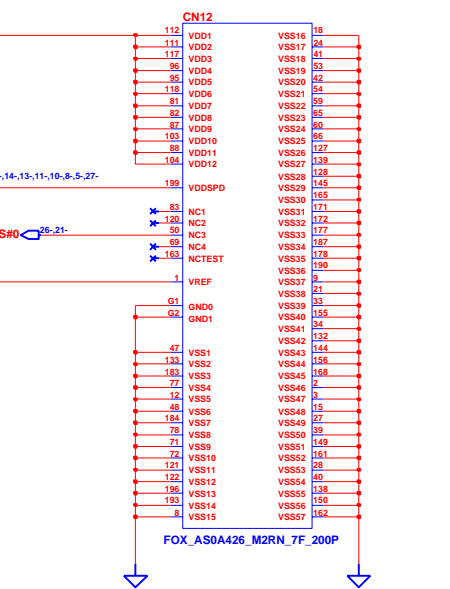 CN12
112 VDD1
111 VDD2
117 VDD3
96 VDD4
95 VDD5
118 VDD6
81 VDD7
82 VDD8
87 VDD9
103 VDD10
88 VDD11
104 VDD12
-,14-,13-,11-,10-,8-,5-,27-
199 VDDSPD
83 NC1
120 NC2
S#0 26-,21- 50 NC3
69 NC4
163 NCTEST
1 VREF
G1 GND0
G2 GND1
47 VSS1
133 VSS2
183 VSS3
77 VSS4
12 VSS5
48 VSS6
184 VSS7
78 VSS8
71 VSS9
72 VSS10
121 VSS11
122 VSS12
196 VSS13
193 VSS14
8 VSS15
VSS16 18
VSS17 24
VSS18 41
VSS19 53
VSS20 42
VSS21 54
VSS22 59
VSS23 65
VSS24 60
VSS25 66
VSS26 127
VSS27 139
VSS28 128
VSS29 145
VSS30 165
VSS31 171
VSS32 172
VSS33 177
VSS34 187
VSS35 178
VSS36 190
VSS37 9
VSS38 21
VSS39 33
VSS40 155
VSS41 34
VSS42 132
VSS43 144
VSS44 156
VSS45 168
VSS46 2
VSS47 3
VSS48 15
VSS49 27
VSS50 39
VSS51 149
VSS52 161
VSS53 28
VSS54 40
VSS55 138
VSS56 150
VSS57 162
FOX_AS0A426_M2RN_7F_200P